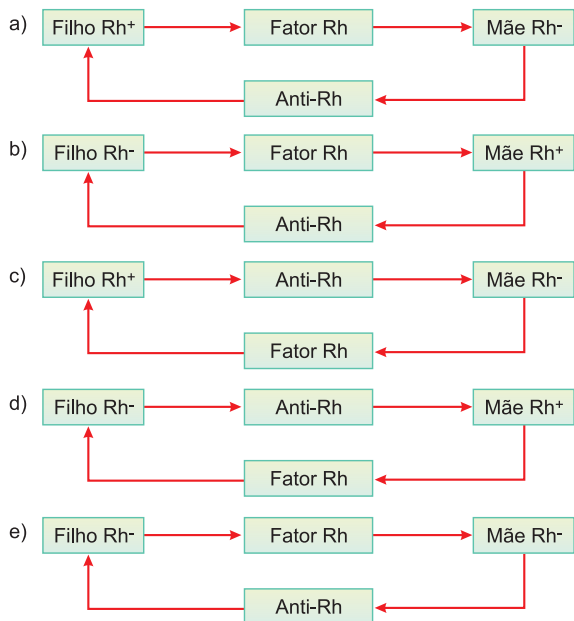 a) Filho Rh⁺ Fator Rh Mãe Rh-
Anti-Rh
b) Filho Rh- Fator Rh Mãe Rh⁺
Anti-Rh
c) Filho Rh⁺ Anti-Rh Mãe Rh-
Fator Rh
d) Filho Rh- Anti-Rh Mãe Rh⁺
Fator Rh
e) Filho Rh- Fator Rh Mãe Rh-
Anti-Rh